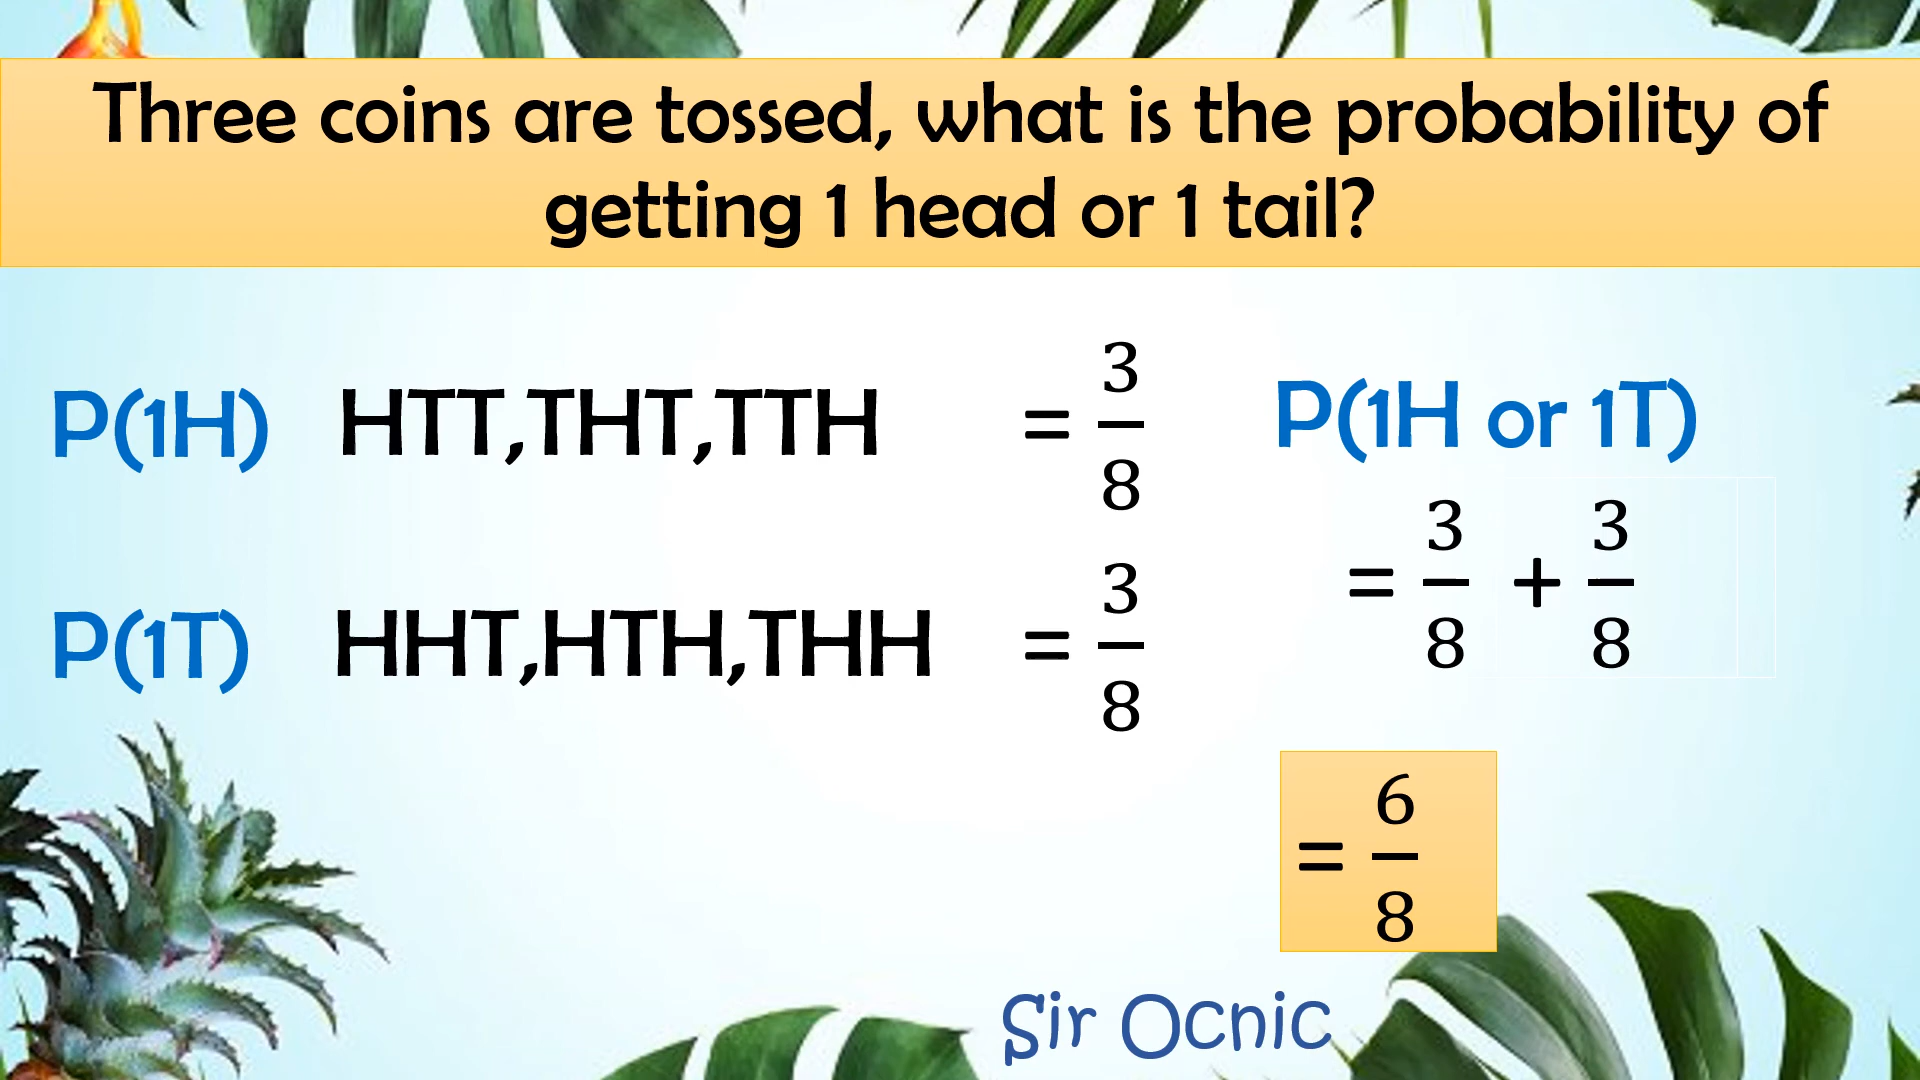 Three coins are tossed, what is the probability of
getting 1 head or 1 tail?
P(1H) HTT,THT,TTH = 3/8
P(1T) HHT,HTH,THH = 3/8
P(1H or 1T)
= 3/8 + 3/8
= 6/8
Sir Ocnic